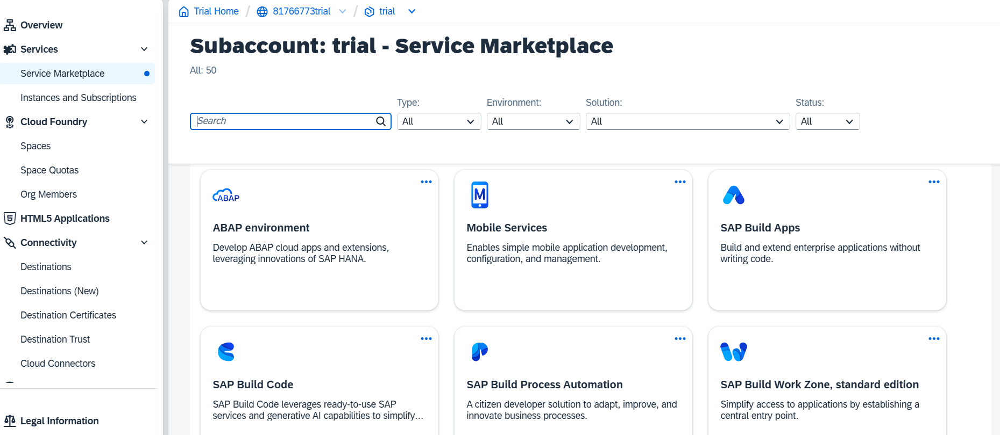 Trial Home / 81766773trial / trial
Overview
Services
Service Marketplace
Instances and Subscriptions
Cloud Foundry
Spaces
Space Quotas
Org Members
HTML5 Applications
Connectivity
Destinations
Destinations (New)
Destination Certificates
Destination Trust
Cloud Connectors
Legal Information
Subaccount: trial - Service Marketplace
All: 50
Search
Type:
All
Environment:
All
Solution:
All
Status:
All
ABAP
ABAP environment
Develop ABAP cloud apps and extensions,
leveraging innovations of SAP HANA.
M
Mobile Services
Enables simple mobile application development,
configuration, and management.
SAP Build Apps
Build and extend enterprise applications without
writing code.
SAP Build Code
SAP Build Code leverages ready-to-use SAP
services and generative AI capabilities to simplify...
SAP Build Process Automation
A citizen developer solution to adapt, improve, and
innovate business processes.
SAP Build Work Zone, standard edition
Simplify access to applications by establishing a
central entry point.